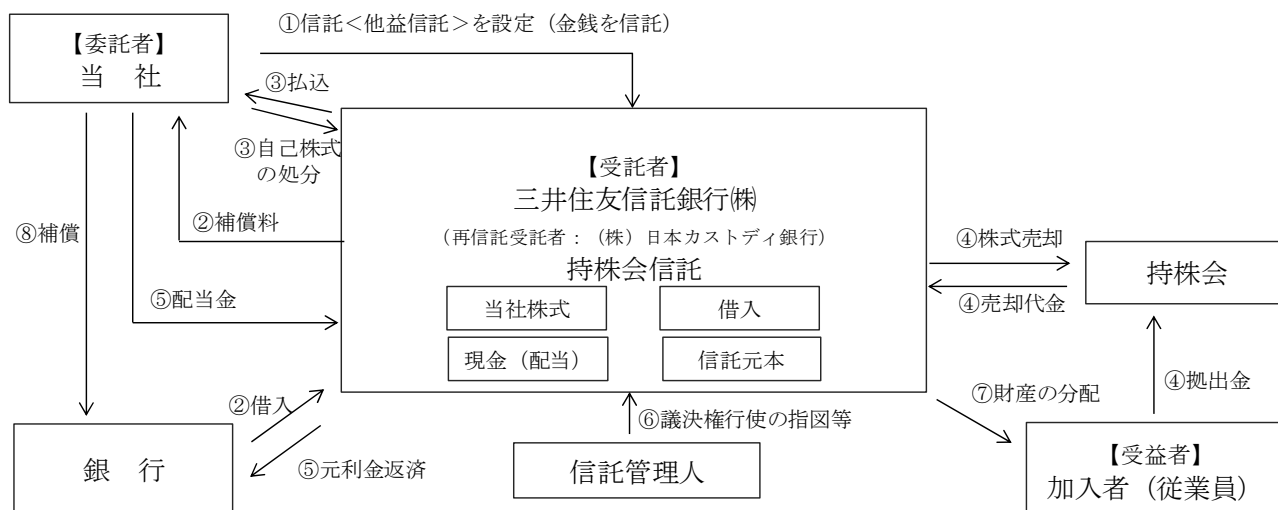 ①信託＜他益信託＞を設定（金銭を信託）
【委託者】
当　社
③払込
③自己株式
の処分
【受託者】
三井住友信託銀行㈱
（再信託受託者：（株）日本カストディ銀行）
持株会信託
⑧補償
②補償料
④株式売却
持株会
⑤配当金
当社株式
借入
④売却代金
現金（配当）
信託元本
②借入
⑦財産の分配
④拠出金
⑥議決権行使の指図等
銀　行
⑤元利金返済
信託管理人
【受益者】
加入者（従業員）